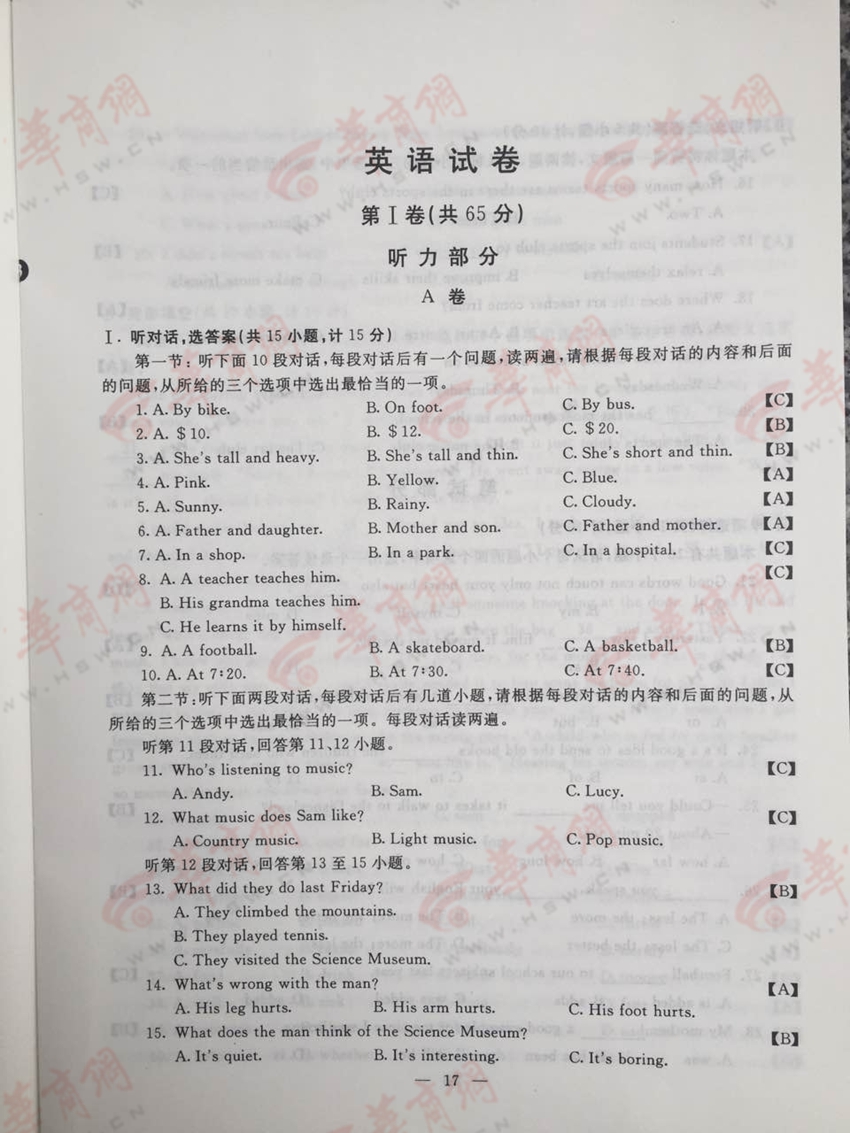 英语试卷
第Ⅰ卷(共65分)
听力部分
A 卷
Ⅰ. 听对话,选答案(共15小题,计15分)
第一节:听下面10段对话,每段对话后有一个问题,读两遍,请根据每段对话的内容和后面
的问题,从所给的三个选项中选出最恰当的一项。
1. A. By bike. B. On foot. C. By bus. 【C】
2. A. $10. B. $12. C. $20. 【B】
3. A. She's tall and heavy. B. She's tall and thin. C. She's short and thin. 【B】
4. A. Pink. B. Yellow. C. Blue. 【A】
5. A. Sunny. B. Rainy. C. Cloudy. 【A】
6. A. Father and daughter. B. Mother and son. C. Father and mother. 【A】
7. A. In a shop. B. In a park. C. In a hospital. 【C】
8. A. A teacher teaches him. 【C】
B. His grandma teaches him.
C. He learns it by himself.
9. A. A football. B. A skateboard. C. A basketball. 【B】
10. A. At 7:20. B. At 7:30. C. At 7:40. 【C】
第二节:听下面两段对话,每段对话后有几道小题,请根据每段对话的内容和后面的问题,从
所给的三个选项中选出最恰当的一项。每段对话读两遍。
听第11段对话,回答第11、12小题。
11. Who's listening to music? 【C】
A. Andy. B. Sam. C. Lucy.
12. What music does Sam like? 【C】
A. Country music. B. Light music. C. Pop music.
听第12段对话,回答第13至15小题。
13. What did they do last Friday? 【B】
A. They climbed the mountains.
B. They played tennis.
C. They visited the Science Museum.
14. What's wrong with the man? 【A】
A. His leg hurts. B. His arm hurts. C. His foot hurts.
15. What does the man think of the Science Museum? 【B】
A. It's quiet. B. It's interesting. C. It's boring.
— 17 —
華商網
WWW.HSW.CN